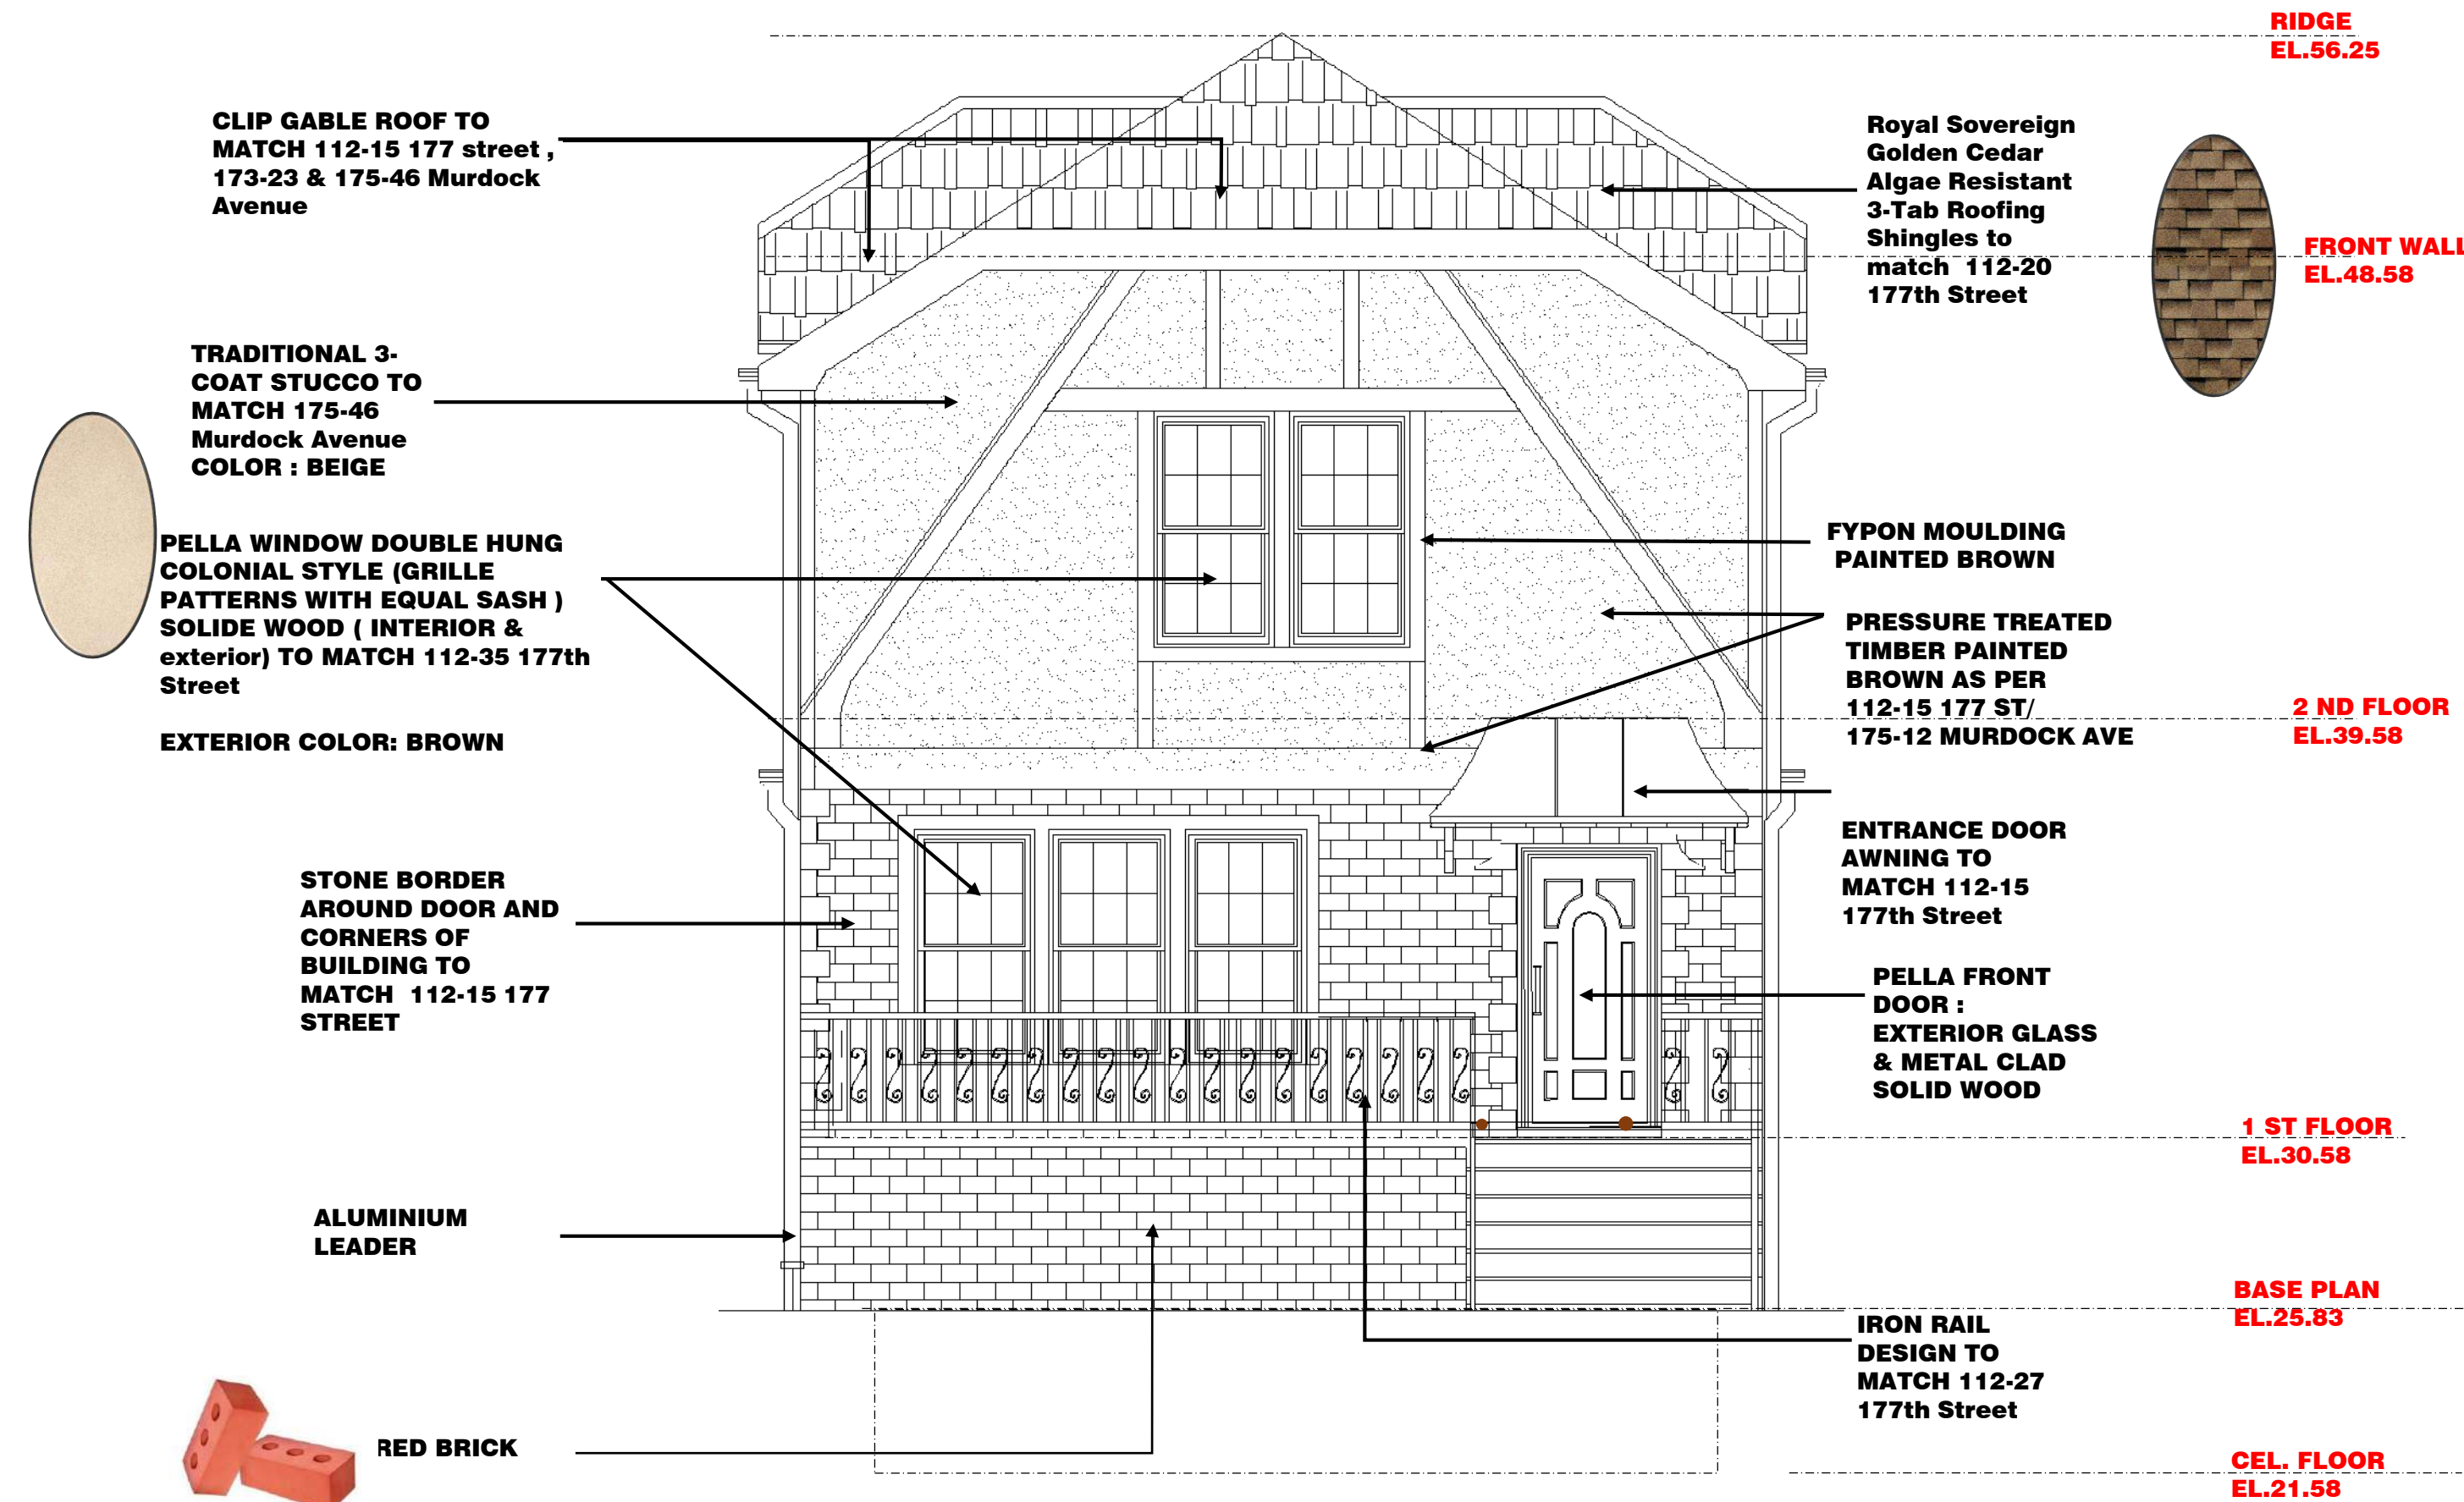 RIDGE
EL.56.25
CLIP GABLE ROOF TO
MATCH 112-15 177 street ,
173-23 & 175-46 Murdock
Avenue
Royal Sovereign
Golden Cedar
Algae Resistant
3-Tab Roofing
Shingles to
match 112-20
177th Street
FRONT WALL
EL.48.58
TRADITIONAL 3-
COAT STUCCO TO
MATCH 175-46
Murdock Avenue
COLOR : BEIGE
PELLA WINDOW DOUBLE HUNG
COLONIAL STYLE (GRILLE
PATTERNS WITH EQUAL SASH )
SOLIDE WOOD ( INTERIOR &
exterior) TO MATCH 112-35 177th
Street
EXTERIOR COLOR: BROWN
FYPON MOULDING
PAINTED BROWN
PRESSURE TREATED
TIMBER PAINTED
BROWN AS PER
112-15 177 ST/
175-12 MURDOCK AVE
2 ND FLOOR
EL.39.58
ENTRANCE DOOR
AWNING TO
MATCH 112-15
177th Street
STONE BORDER
AROUND DOOR AND
CORNERS OF
BUILDING TO
MATCH 112-15 177
STREET
PELLA FRONT
DOOR :
EXTERIOR GLASS
& METAL CLAD
SOLID WOOD
1 ST FLOOR
EL.30.58
ALUMINIUM
LEADER
BASE PLAN
EL.25.83
IRON RAIL
DESIGN TO
MATCH 112-27
177th Street
RED BRICK
CEL. FLOOR
EL.21.58